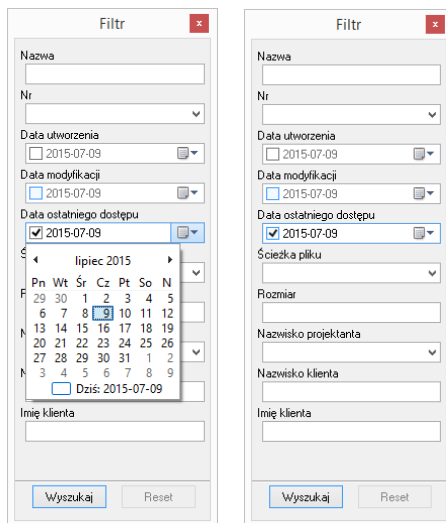 Filtr
x
Nazwa
Nr
Data utworzenia
2015-07-09
Data modyfikacji
2015-07-09
Data ostatniego dostępu
2015-07-09
lipiec 2015
Pn Wt Śr Cz Pt So N
29 30 1 2 3 4 5
6 7 8 9 10 11 12
13 14 15 16 17 18 19
20 21 22 23 24 25 26
27 28 29 30 31 1 2
3 4 5 6 7 8 9
Dziś: 2015-07-09
Imię klienta
Wyszukaj Reset
Filtr
x
Nazwa
Nr
Data utworzenia
2015-07-09
Data modyfikacji
2015-07-09
Data ostatniego dostępu
2015-07-09
Ścieżka pliku
Rozmiar
Nazwisko projektanta
Nazwisko klienta
Imię klienta
Wyszukaj Reset